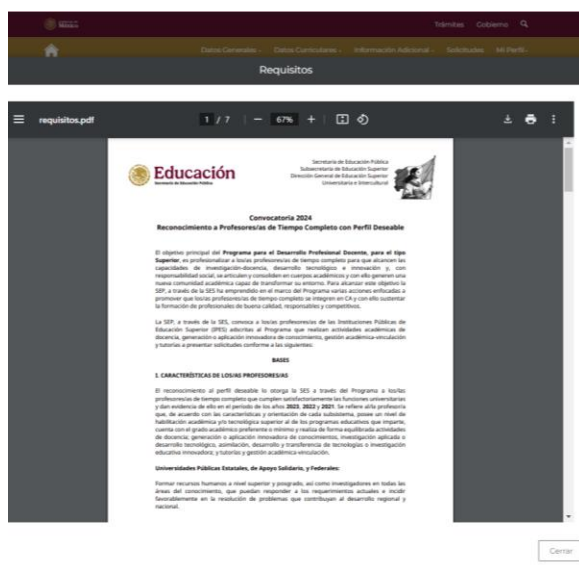 México
Trámites Gobierno
Datos Generales Datos Curriculares Información Adicional Solicitudes Mi Perfil
Requisitos
requisitos.pdf 1 / 7 67%
Educación
Secretaría de Educación Pública
Secretaría de Educación Pública
Subsecretaría de Educación Superior
Dirección General de Educación Superior
Universitaria e Intercultural
Convocatoria 2024
Reconocimiento a Profesores/as de Tiempo Completo con Perfil Deseable
El objetivo principal del Programa para el Desarrollo Profesional Docente, para el tipo
Superior, es profesionalizar a los/as profesores/as de tiempo completo para que alcancen las
capacidades de investigación-docencia, desarrollo tecnológico e innovación y, con
responsabilidad social, se articulen y consoliden en cuerpos académicos y con ello generen una
nueva comunidad académica capaz de transformar su entorno. Para alcanzar este objetivo la
SEP, a través de la SES ha emprendido en el marco del Programa varias acciones enfocadas a
promover que los/as profesores/as de tiempo completo se integren en CA y con ello sustentar
la formación de profesionales de buena calidad, responsables y competitivos.
La SEP, a través de la SES, convoca a los/as profesores/as de las Instituciones Públicas de
Educación Superior (IPES) adscritas al Programa que realizan actividades académicas de
docencia, generación o aplicación innovadora de conocimientos, gestión académica-vinculación
y tutorías a presentar solicitudes conforme a las siguientes:
BASES
1. CARACTERÍSTICAS DE LOS/AS PROFESORES/AS
El reconocimiento al perfil deseable lo otorga la SES a través del Programa a los/las
profesores/as de tiempo completo que cumplen satisfactoriamente las funciones universitarias
y dan evidencia de ello en el periodo de los años 2023, 2022 y 2021. Se refiere al/la profesor/a
que, de acuerdo con las características y orientación de cada subsistema, posee un nivel de
habilitación académica y/o tecnológica superior al de los programas educativos que imparte,
cuenta con el grado académico preferente o mínimo y realiza de forma equilibrada actividades
de docencia; generación o aplicación innovadora de conocimientos, investigación aplicada o
desarrollo tecnológico, asimilación, desarrollo y transferencia de tecnologías o investigación
educativa innovadora; y tutorías y gestión académica-vinculación.
Universidades Públicas Estatales, de Apoyo Solidario, y Federales:
Formar recursos humanos a nivel superior y posgrado, así como investigadores en todas las
áreas del conocimiento, que puedan responder a los requerimientos actuales e incidir
favorablemente en la resolución de problemas que contribuyan al desarrollo regional y
nacional.
Cerrar